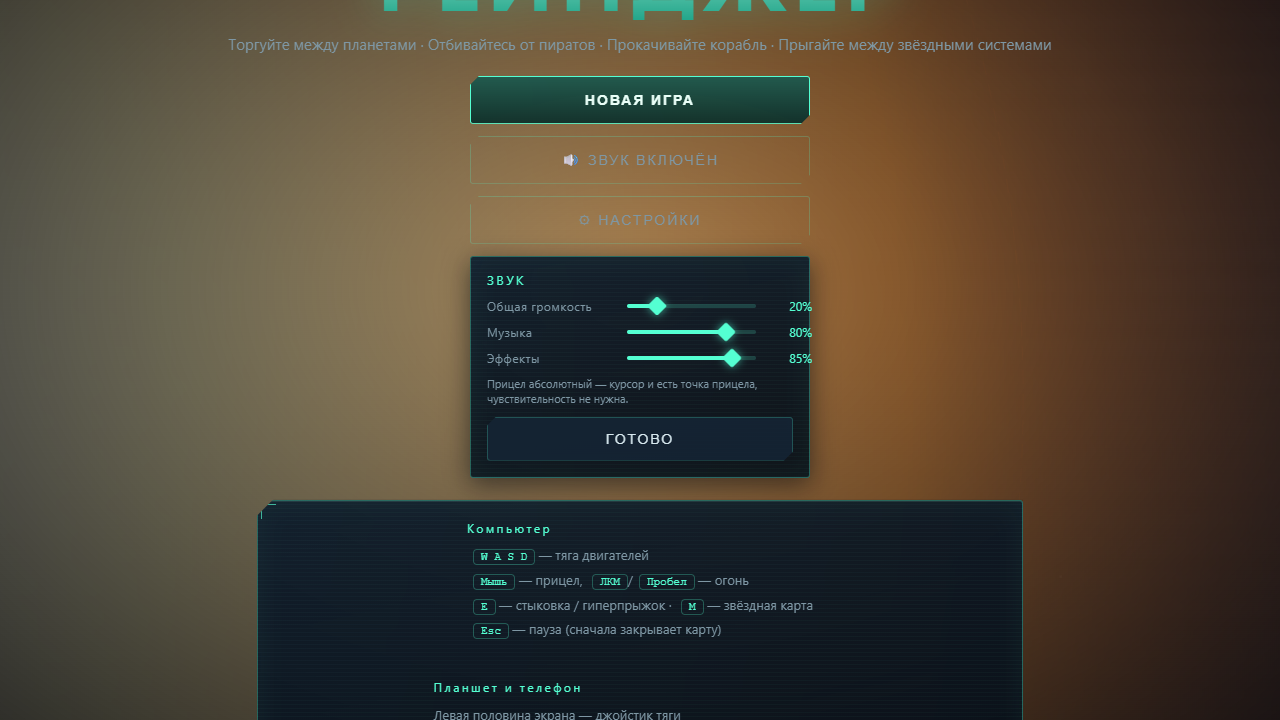 РЕЙНДЖЕР
Торгуйте между планетами · Отбивайтесь от пиратов · Прокачивайте корабль · Прыгайте между звёздными системами
НОВАЯ ИГРА
ЗВУК ВКЛЮЧЁН
НАСТРОЙКИ
ЗВУК
Общая громкость 20%
Музыка 80%
Эффекты 85%
Прицел абсолютный — курсор и есть точка прицела,
чувствительность не нужна.
ГОТОВО
Компьютер
W A S D — тяга двигателей
Мышь — прицел, ЛКМ / Пробел — огонь
E — стыковка / гиперпрыжок · M — звёздная карта
Esc — пауза (сначала закрывает карту)
Планшет и телефон
Левая половина экрана — джойстик тяги